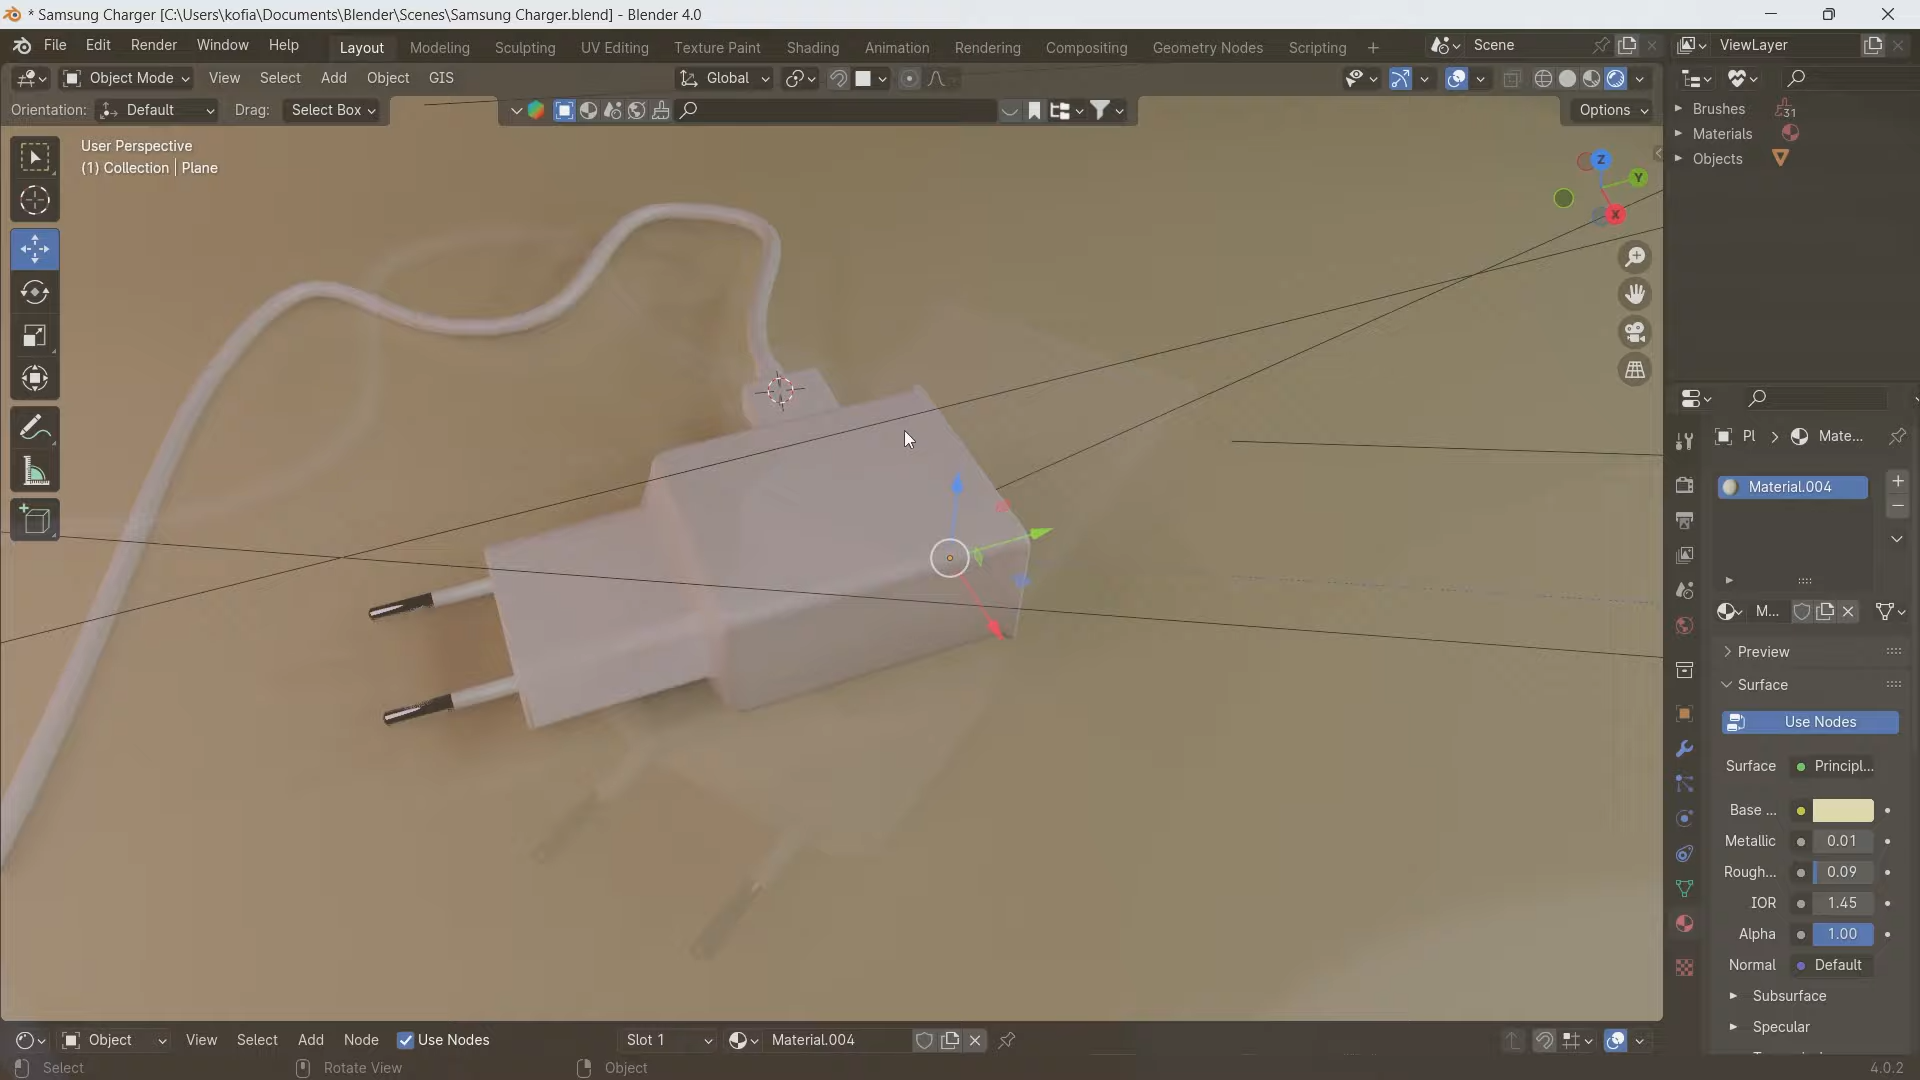 * Samsung Charger [C:\Users\kofia\Documents\Blender\Scenes\Samsung Charger.blend] - Blender 4.0
File Edit Render Window Help Layout Modeling Sculpting UV Editing Texture Paint Shading Animation Rendering Compositing Geometry Nodes Scripting + Scene ViewLayer
Object Mode View Select Add Object GIS Global
Orientation: Default Drag: Select Box Options
Brushes 31
Materials
Objects
User Perspective
(1) Collection | Plane
Z
Y
X
Pl > Mate...
Material.004
M...
Preview
Surface
Use Nodes
Surface Principl...
Base ...
Metallic 0.01
Rough... 0.09
IOR 1.45
Alpha 1.00
Normal Default
Subsurface
Specular
Object View Select Add Node Use Nodes Slot 1 Material.004
Select Rotate View Object 4.0.2